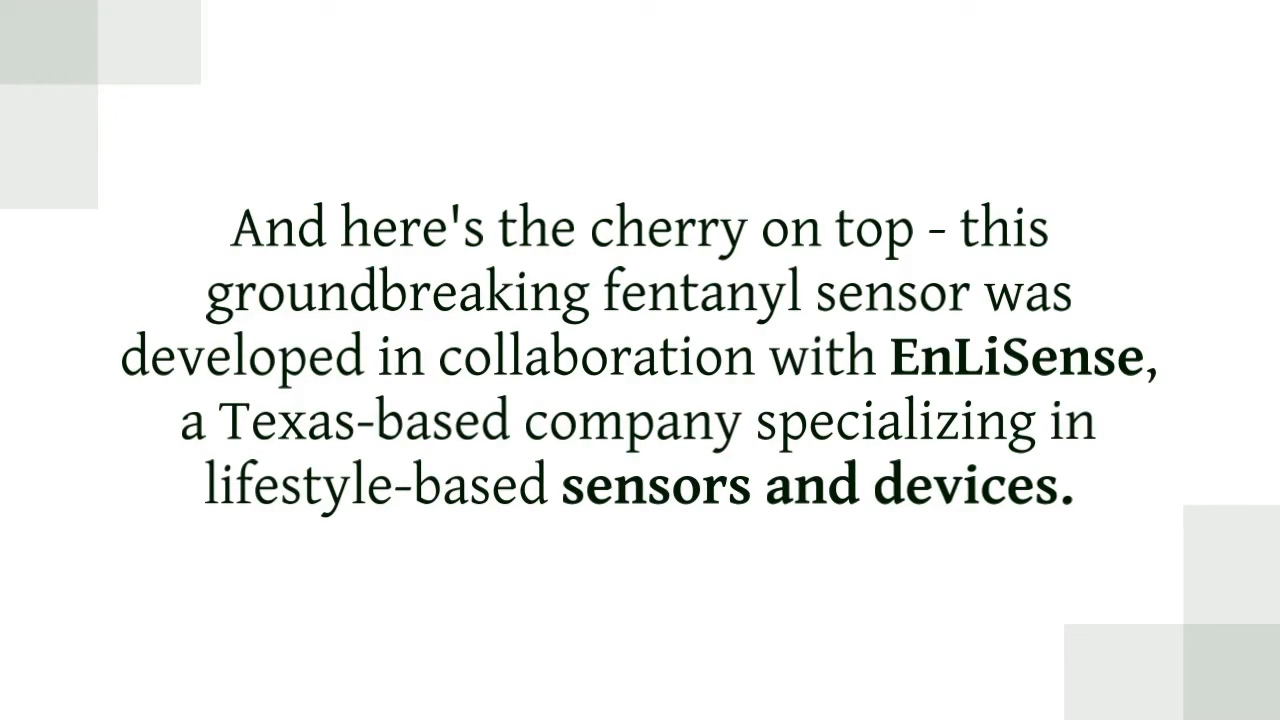 And here's the cherry on top - this
groundbreaking fentanyl sensor was
developed in collaboration with EnLiSense,
a Texas-based company specializing in
lifestyle-based sensors and devices.